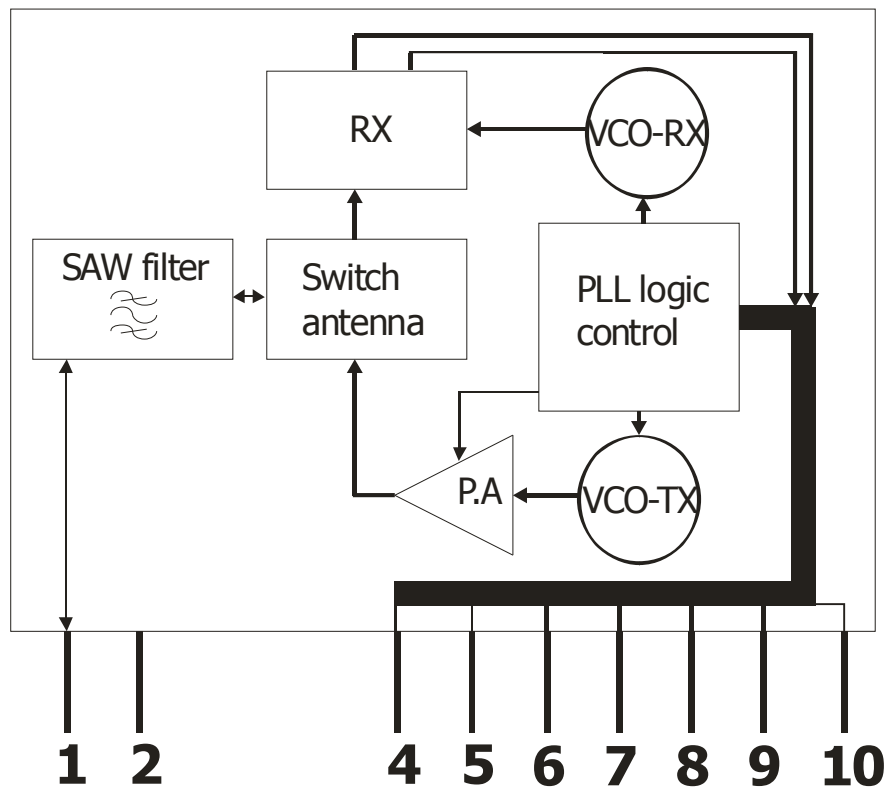 RX
VCO-RX
SAW filter
Switch
antenna
PLL logic
control
P.A
VCO-TX
1 2 4 5 6 7 8 9 10